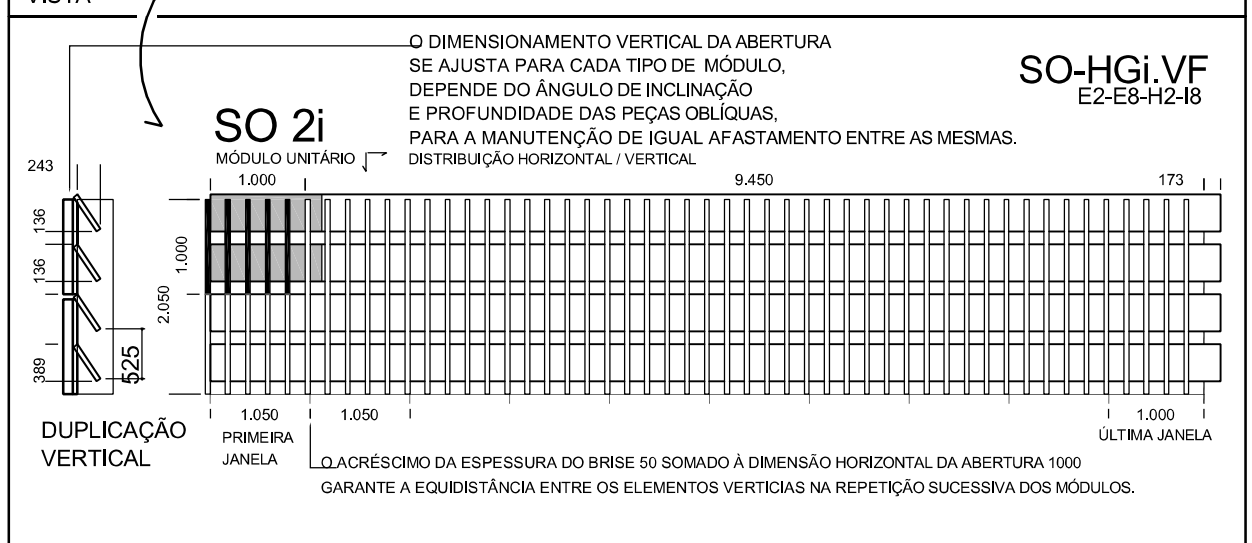 VISTA
O DIMENSIONAMENTO VERTICAL DA ABERTURA
SE AJUSTA PARA CADA TIPO DE MÓDULO,
DEPENDE DO ÂNGULO DE INCLINAÇÃO
E PROFUNDIDADE DAS PEÇAS OBLÍQUAS,
PARA A MANUTENÇÃO DE IGUAL AFASTAMENTO ENTRE AS MESMAS.
SO-HGi.VF
E2-E8-H2-I8
SO 2i
MÓDULO UNITÁRIO
DISTRIBUIÇÃO HORIZONTAL / VERTICAL
243
1.000
9.450
173
136
136
1.000
2.050
389
525
1.050
1.050
1.000
PRIMEIRA
JANELA
ÚLTIMA JANELA
DUPLICAÇÃO
VERTICAL
O ACRÉSCIMO DA ESPESSURA DO BRISE 50 SOMADO À DIMENSÃO HORIZONTAL DA ABERTURA 1000
GARANTE A EQUIDISTÂNCIA ENTRE OS ELEMENTOS VERTICIAS NA REPETIÇÃO SUCESSIVA DOS MÓDULOS.